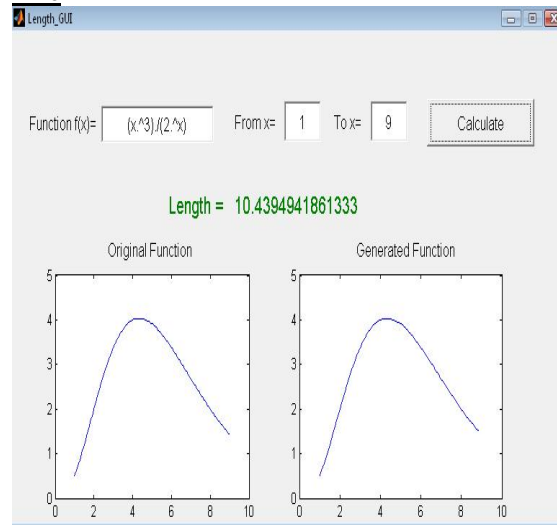 Length_GUI
Function f(x)= (x.^3)./(2.^x) From x= 1 To x= 9 Calculate
Length = 10.4394941861333
Original Function Generated Function
5 5
4 4
3 3
2 2
1 1
0 0
0 2 4 6 8 10 0 2 4 6 8 10